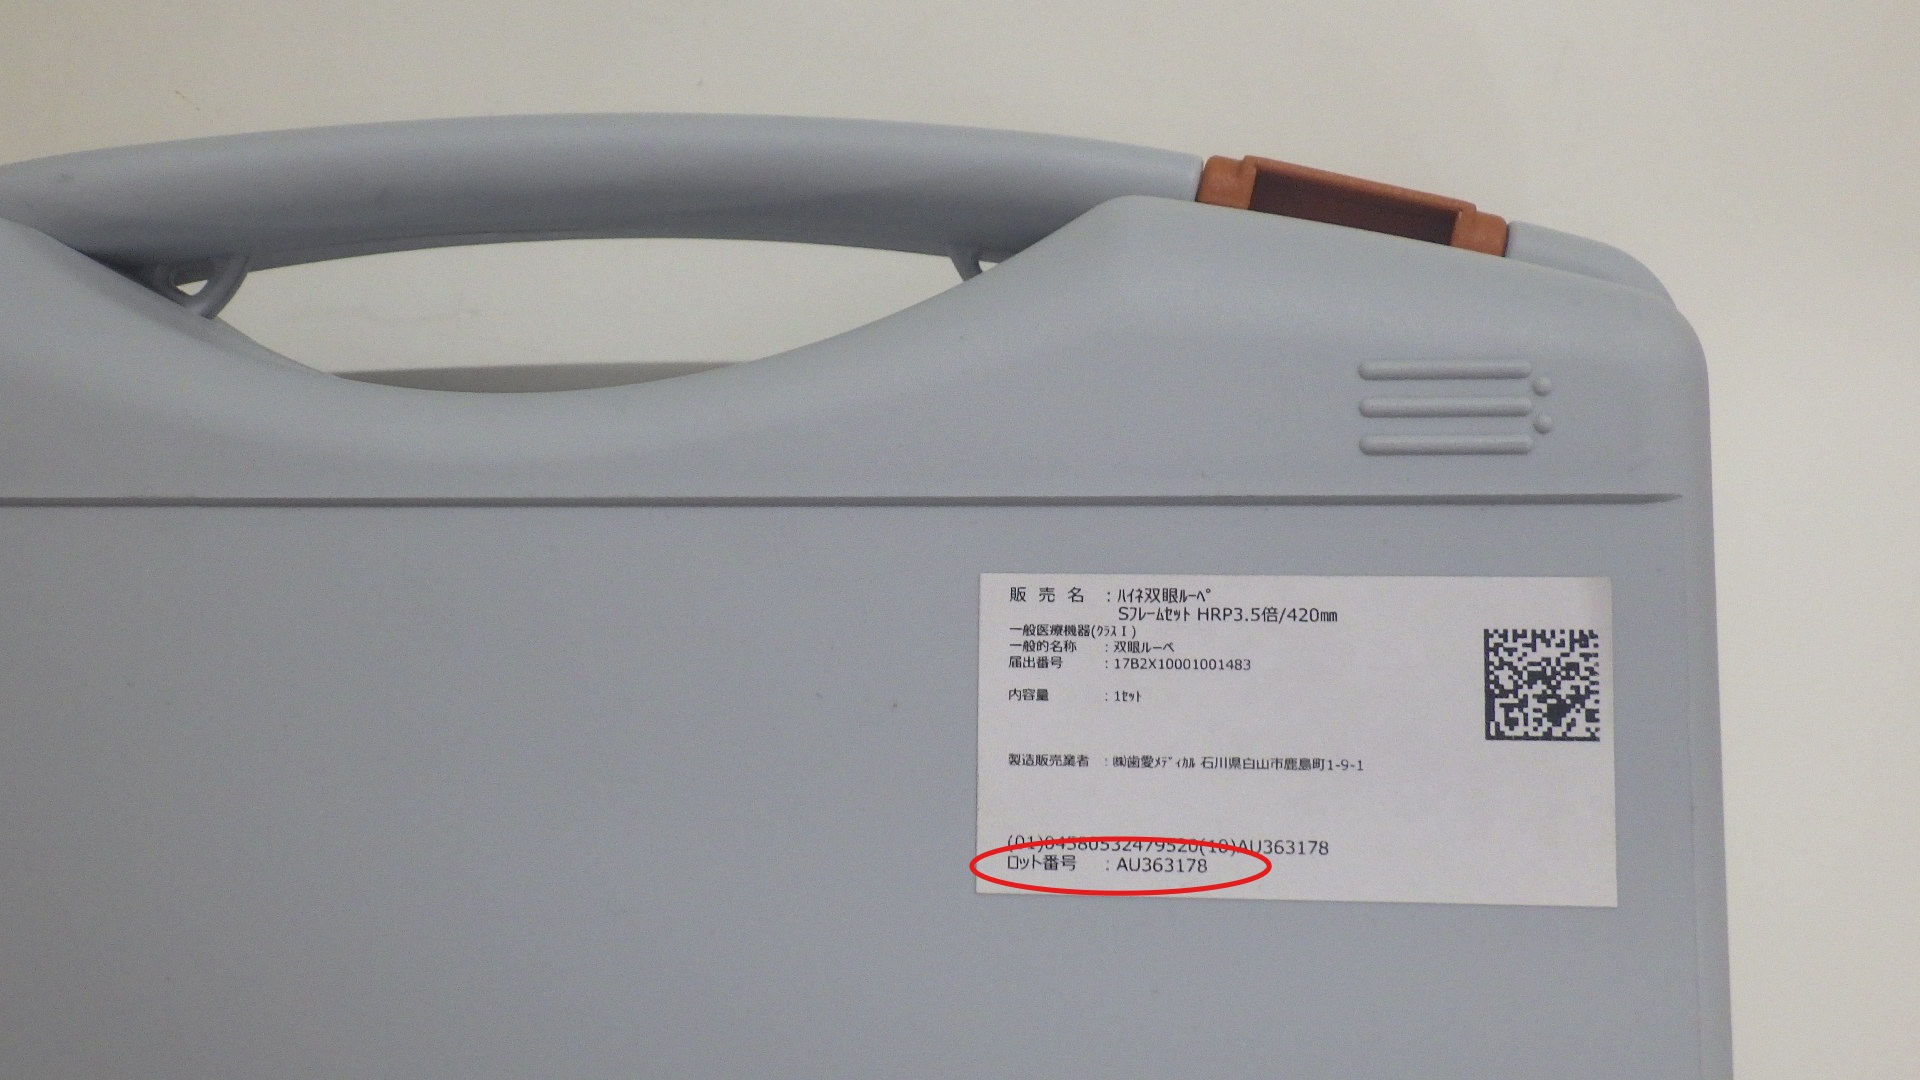 販売名 : ﾊｲﾈ双眼ﾙｰﾍﾟ
Sﾌﾚｰﾑｾｯﾄ HRP3.5倍/420㎜
一般医療機器(ｸﾗｽⅠ)
一般的名称 : 双眼ルーペ
届出番号 : 17B2X10001001483
内容量 : 1ｾｯﾄ
製造販売業者 : ㈱歯愛ﾒﾃﾞｨｶﾙ 石川県白山市鹿島町1-9-1
(01)04580532479520(10)AU363178
ロット番号 : AU363178